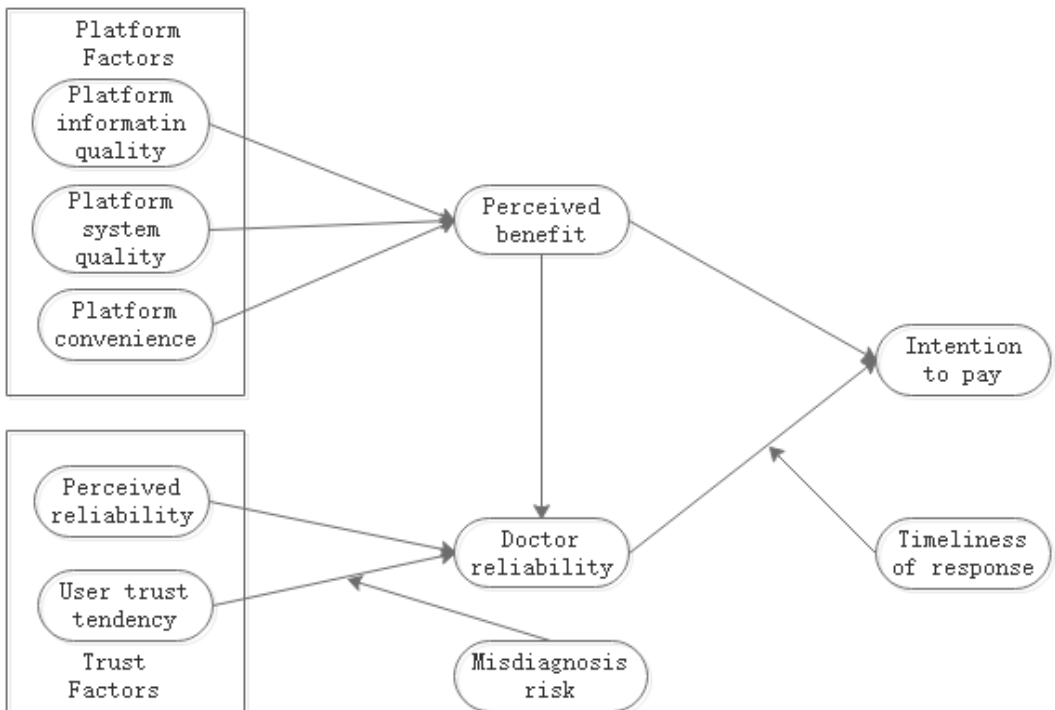 Platform
Factors
Platform
informatin
quality
Platform
system
quality
Platform
convenience
Perceived
benefit
Intention
to pay
Perceived
reliability
User trust
tendency
Trust
Factors
Doctor
reliability
Timeliness
of response
Misdiagnosis
risk